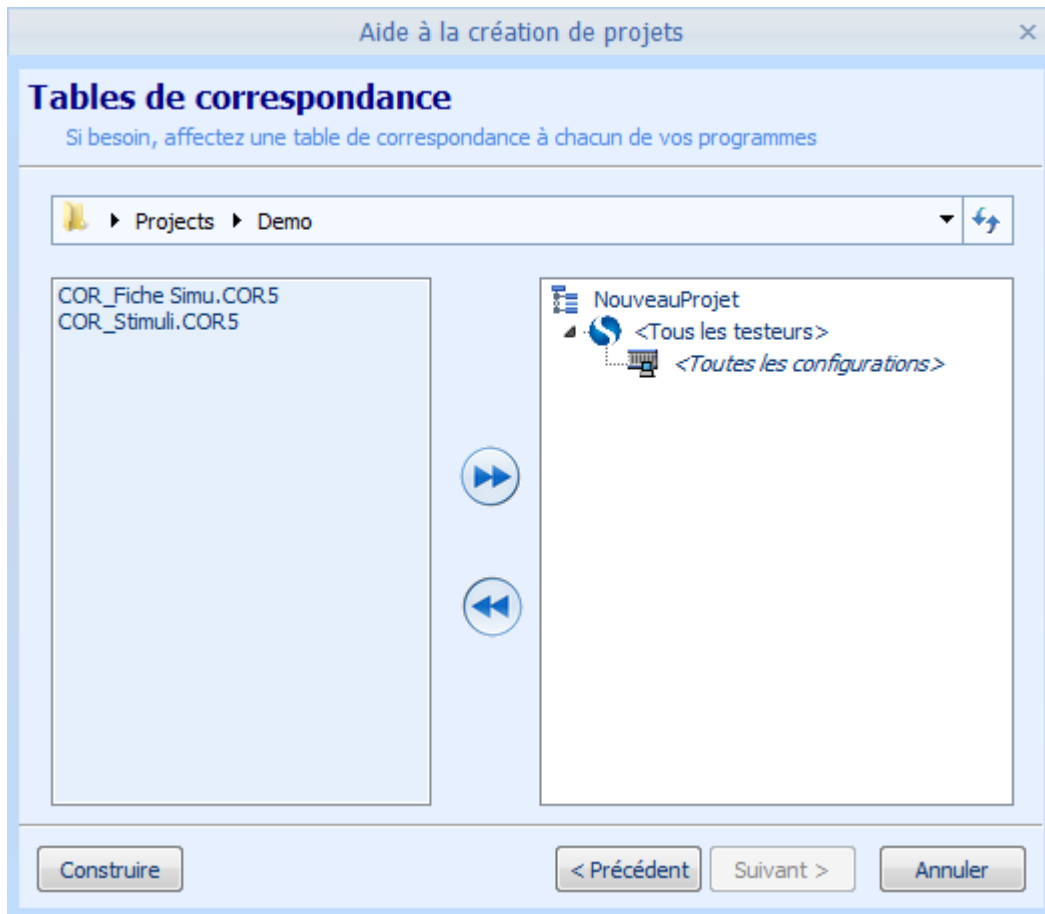 Aide à la création de projets
Tables de correspondance
Si besoin, affectez une table de correspondance à chacun de vos programmes
Projects Demo
COR_Fiche Simu.COR5
COR_Stimuli.COR5
NouveauProjet
<Tous les testeurs>
<Toutes les configurations>
Construire
< Précédent
Suivant >
Annuler